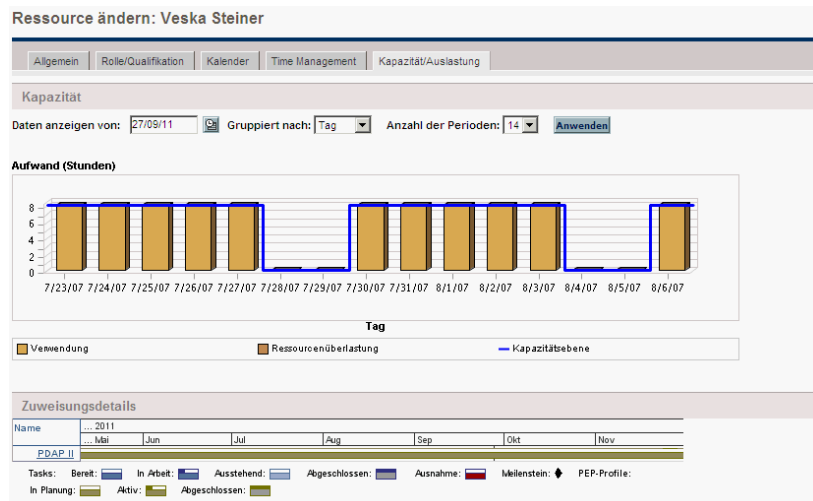 Ressource ändern: Veska Steiner
Allgemein Rolle/Qualifikation Kalender Time Management Kapazität/Auslastung
Kapazität
Daten anzeigen von: 27/09/11 Gruppiert nach: Tag Anzahl der Perioden: 14 Anwenden
Aufwand (Stunden)
8
6
4
2
0
7/23/07 7/24/07 7/25/07 7/26/07 7/27/07 7/28/07 7/29/07 7/30/07 7/31/07 8/1/07 8/2/07 8/3/07 8/4/07 8/5/07 8/6/07
Tag
Verwendung Ressourcenüberlastung Kapazitätsebene
Zuweisungsdetails
Name ... 2011
... Mai Jun Jul Aug Sep Okt Nov
PDAP II
Tasks: Bereit: In Arbeit: Ausstehend: Abgeschlossen: Ausnahme: Meilenstein: PEP-Profile:
In Planung: Aktiv: Abgeschlossen: